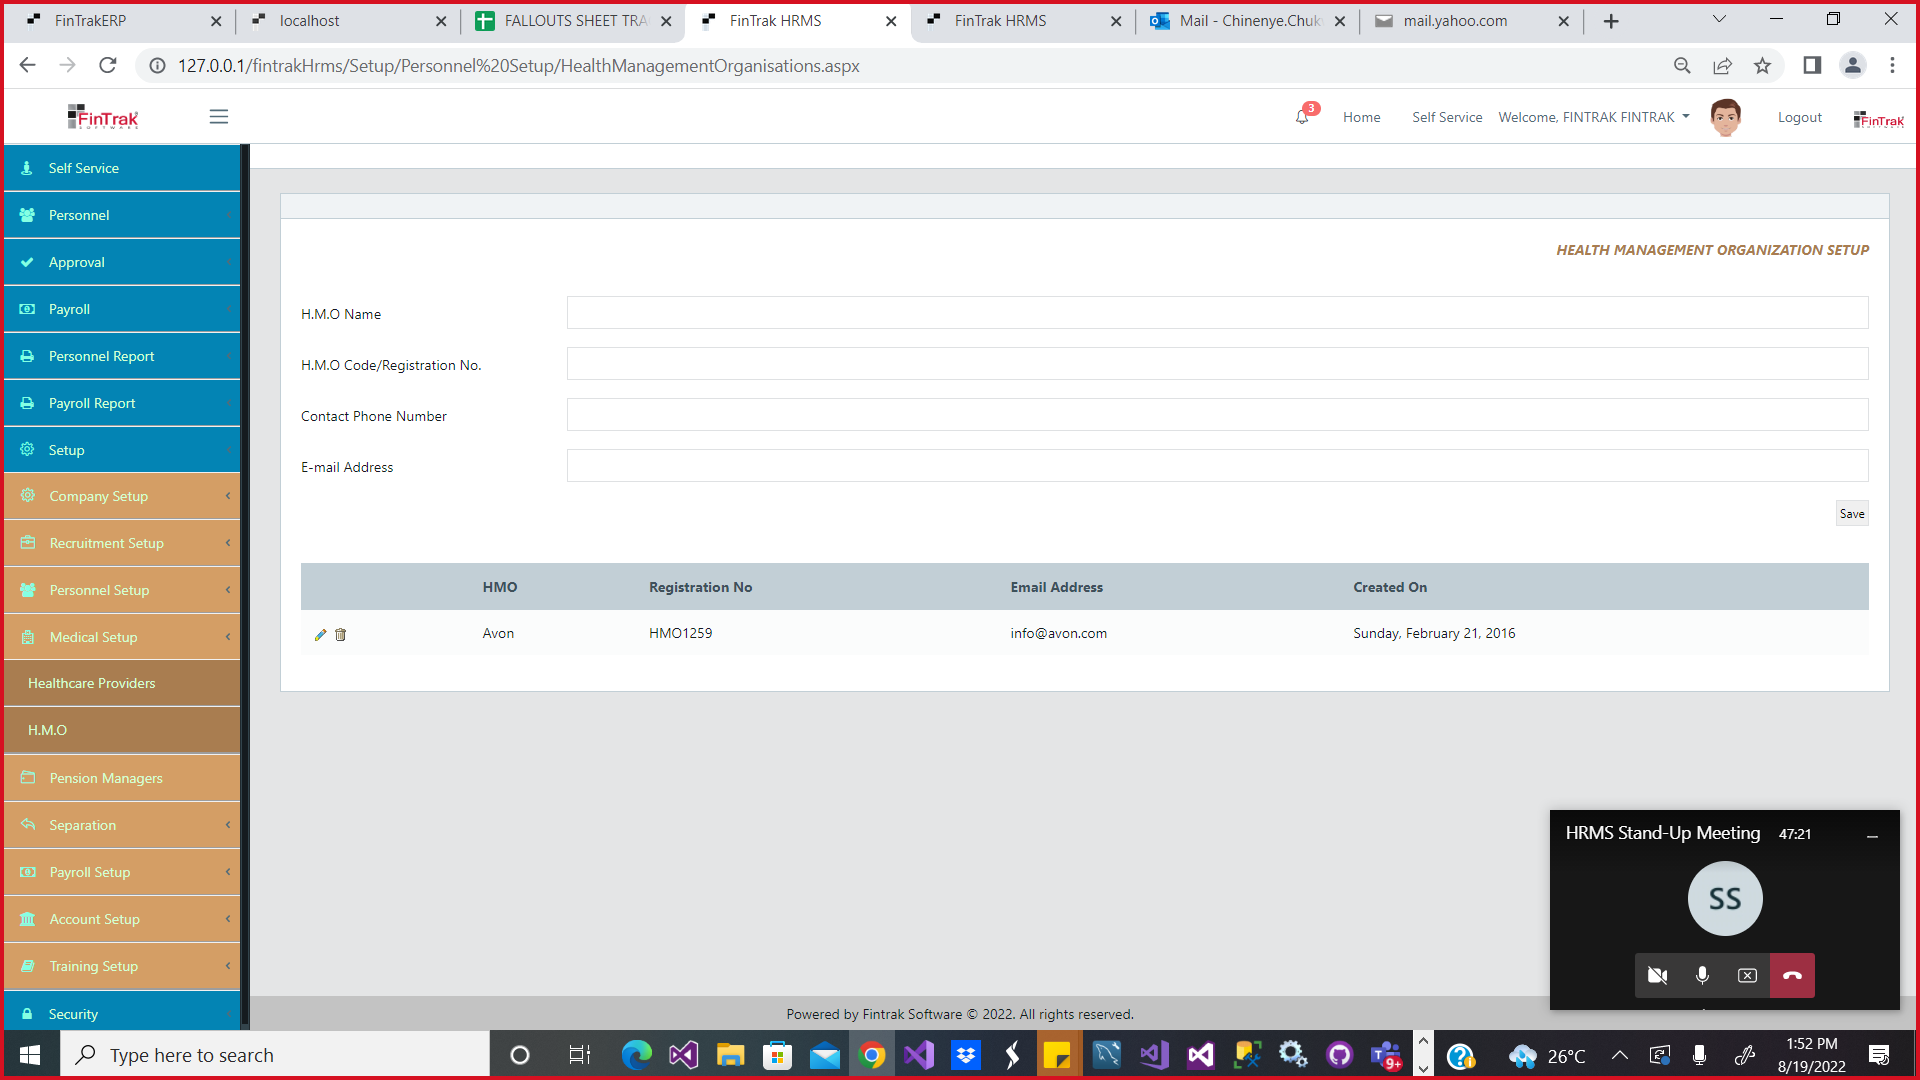 FinTrakERP
localhost
FALLOUTS SHEET TRA
FinTrak HRMS
FinTrak HRMS
Mail - Chinenye.Chuk
mail.yahoo.com
127.0.0.1/fintrakHrms/Setup/Personnel%20Setup/HealthManagementOrganisations.aspx
FinTrak
SOFTWARE
3
Home
Self Service
Welcome, FINTRAK FINTRAK
Logout
FinTrak
Self Service
Personnel
Approval
Payroll
Personnel Report
Payroll Report
Setup
Company Setup
Recruitment Setup
Personnel Setup
Medical Setup
Healthcare Providers
H.M.O
Pension Managers
Separation
Payroll Setup
Account Setup
Training Setup
Security
HEALTH MANAGEMENT ORGANIZATION SETUP
H.M.O Name
H.M.O Code/Registration No.
Contact Phone Number
E-mail Address
Save
HMO Registration No Email Address Created On
Avon HMO1259 info@avon.com Sunday, February 21, 2016
HRMS Stand-Up Meeting 47:21
SS
Powered by Fintrak Software © 2022. All rights reserved.
Type here to search
9+
26°C
1:52 PM
8/19/2022